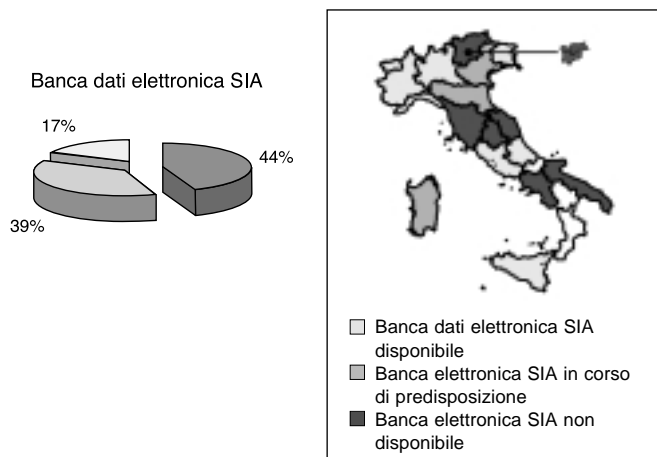 Banca dati elettronica SIA
17%
44%
39%
Banca dati elettronica SIA
disponibile
Banca elettronica SIA in corso
di predisposizione
Banca elettronica SIA non
disponibile